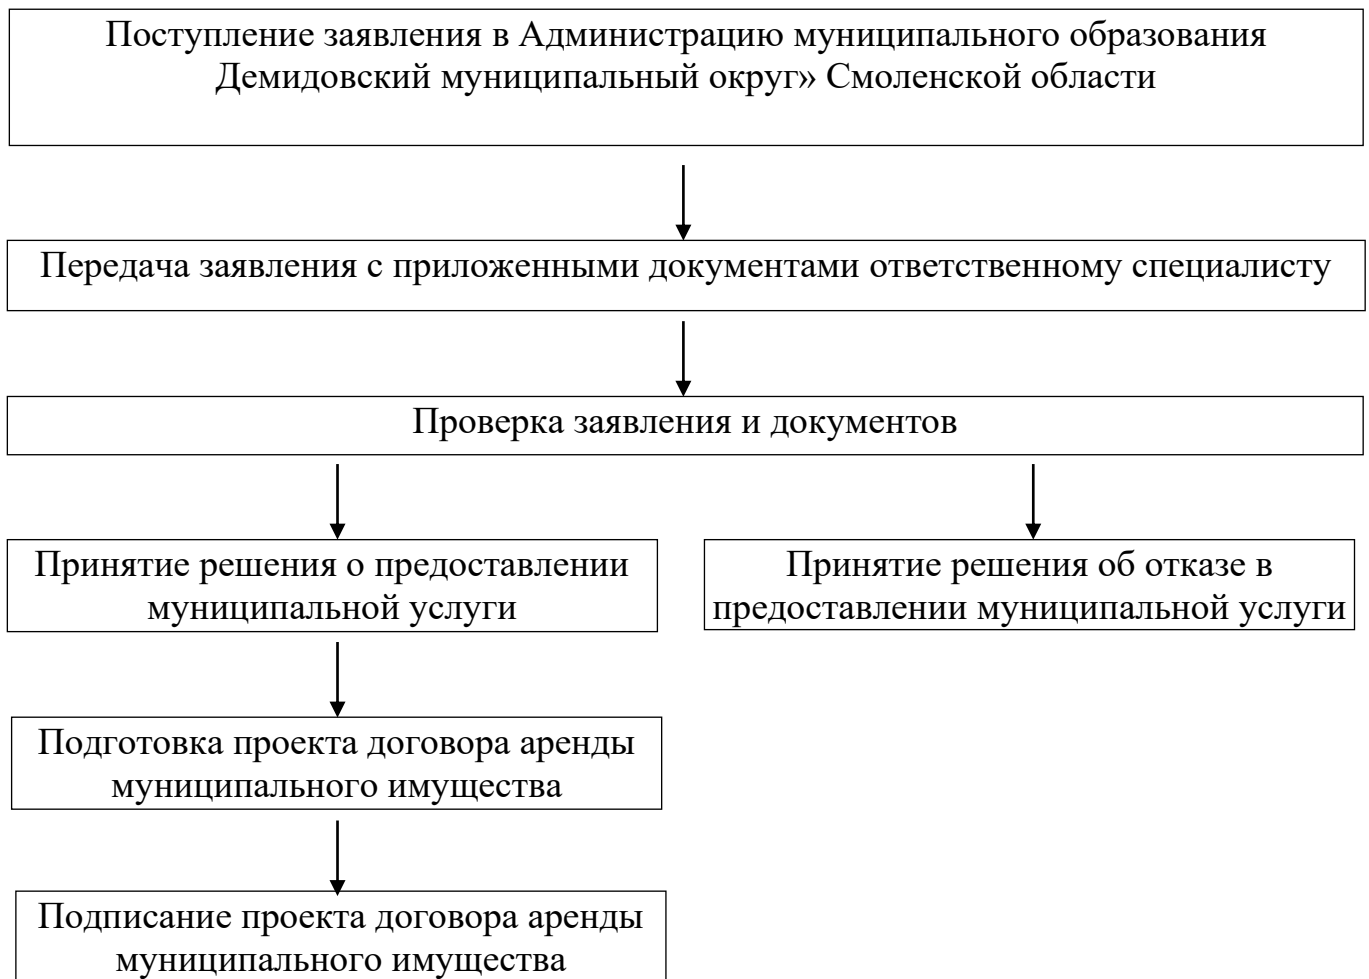 Поступление заявления в Администрацию муниципального образования
Демидовский муниципальный округ» Смоленской области
Передача заявления с приложенными документами ответственному специалисту
Проверка заявления и документов
Принятие решения о предоставлении
муниципальной услуги
Принятие решения об отказе в
предоставлении муниципальной услуги
Подготовка проекта договора аренды
муниципального имущества
Подписание проекта договора аренды
муниципального имущества